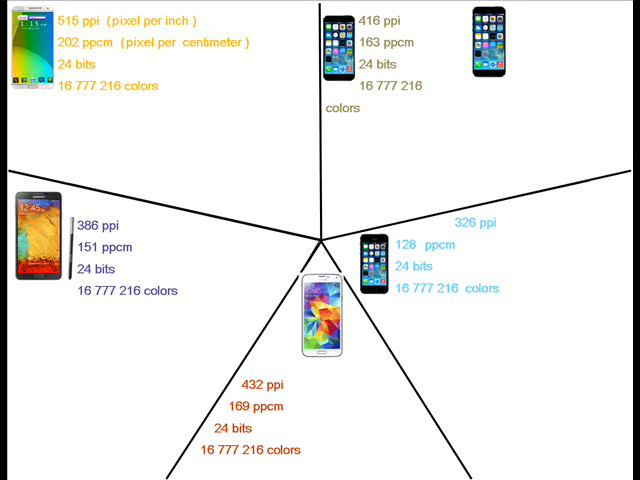 515 ppi ( pixel per inch )
202 ppcm ( pixel per centimeter )
24 bits
16 777 216 colors
416 ppi
163 ppcm
24 bits
16 777 216
colors
386 ppi
151 ppcm
24 bits
16 777 216 colors
326 ppi
128 ppcm
24 bits
16 777 216 colors
432 ppi
169 ppcm
24 bits
16 777 216 colors
12:45